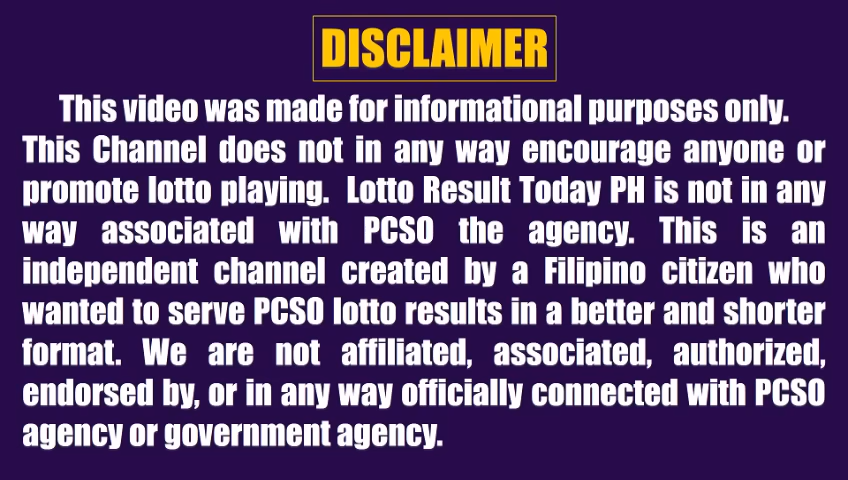 DISCLAIMER
This video was made for informational purposes only.
This Channel does not in any way encourage anyone or
promote lotto playing. Lotto Result Today PH is not in any
way associated with PCSO the agency. This is an
independent channel created by a Filipino citizen who
wanted to serve PCSO lotto results in a better and shorter
format. We are not affiliated, associated, authorized,
endorsed by, or in any way officially connected with PCSO
agency or government agency.